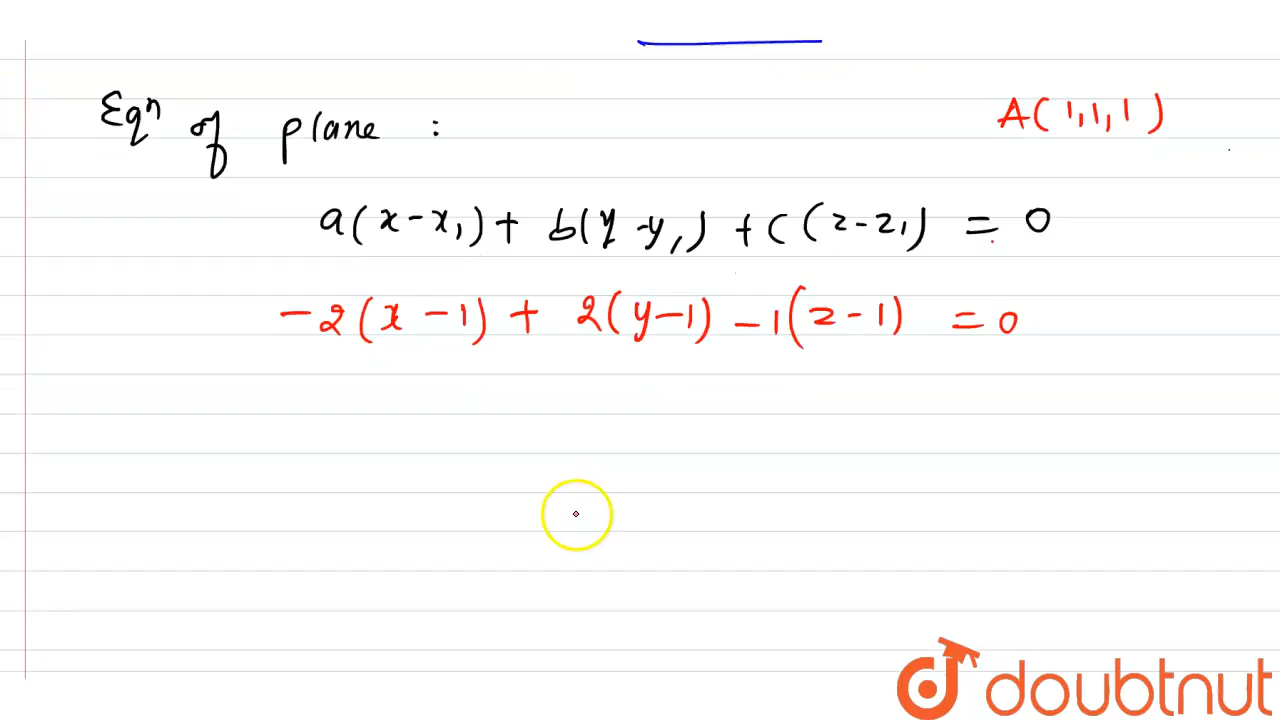 Eqⁿ of plane :
A(1,1,1)
a(x-x₁)+ b(y-y₁) +c(z-z₁) = 0
-2(x-1) + 2(y-1) -1(z-1) =0
doubtnut